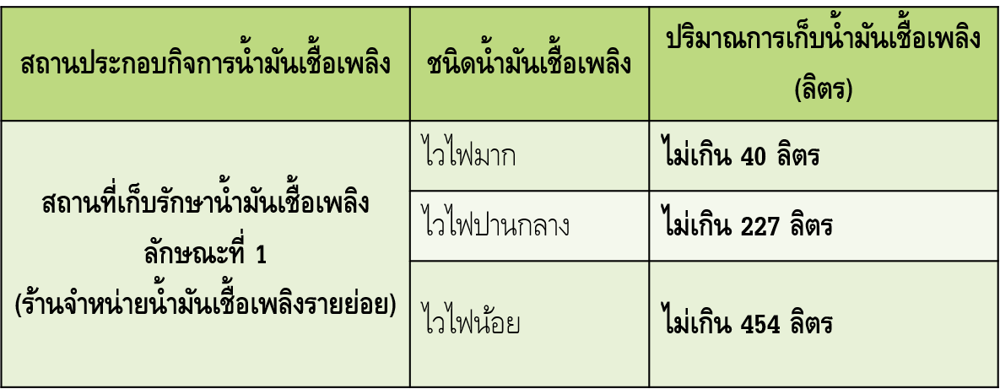 สถานประกอบกิจการน้ำมันเชื้อเพลิง
ชนิดน้ำมันเชื้อเพลิง
ปริมาณการเก็บน้ำมันเชื้อเพลิง
(ลิตร)
สถานที่เก็บรักษาน้ำมันเชื้อเพลิง
ลักษณะที่ 1
(ร้านจำหน่ายน้ำมันเชื้อเพลิงรายย่อย)
ไวไฟมาก
ไม่เกิน 40 ลิตร
ไวไฟปานกลาง
ไม่เกิน 227 ลิตร
ไวไฟน้อย
ไม่เกิน 454 ลิตร